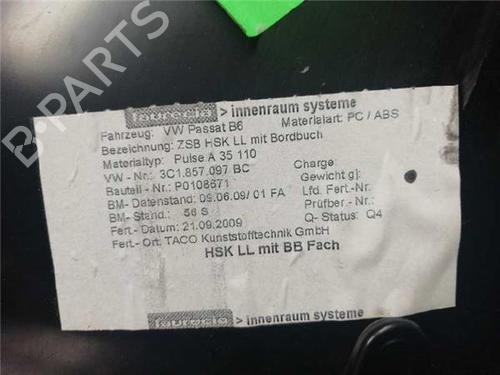 faurecia > innenraum systeme
Fahrzeug: VW Passat B6 Materialart: PC / ABS
Bezeichnung: ZSB HSK LL mit Bordbuch
Materialtyp: Pulse A 35 110 Charge:
VW - Nr.: 3C1.857.097 BC Gewicht g]:
Bauteil - Nr.: P0108671 Lfd. Fert.-Nr.:
BM- Datenstand: 09.06.09/ 01 FA Prüfber.- Nr.:
BM- Stand.: 56 S Q- Status: Q4
Fert.- Datum: 21.09.2009
Fert.- Ort: TACO Kunststofftechnik GmbH
HSK LL mit BB Fach
faurecia > innenraum systeme
B-PARTS